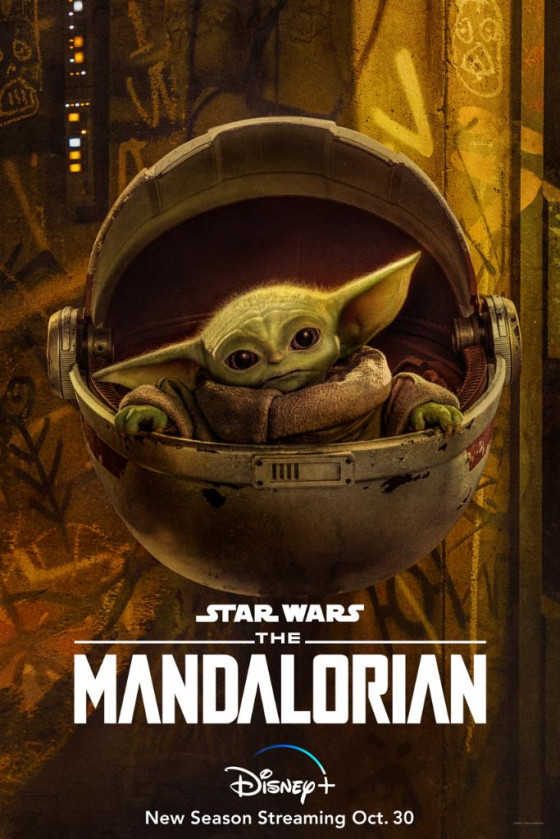 STAR WARS
THE
MANDALORIAN
Disney+
New Season Streaming Oct. 30